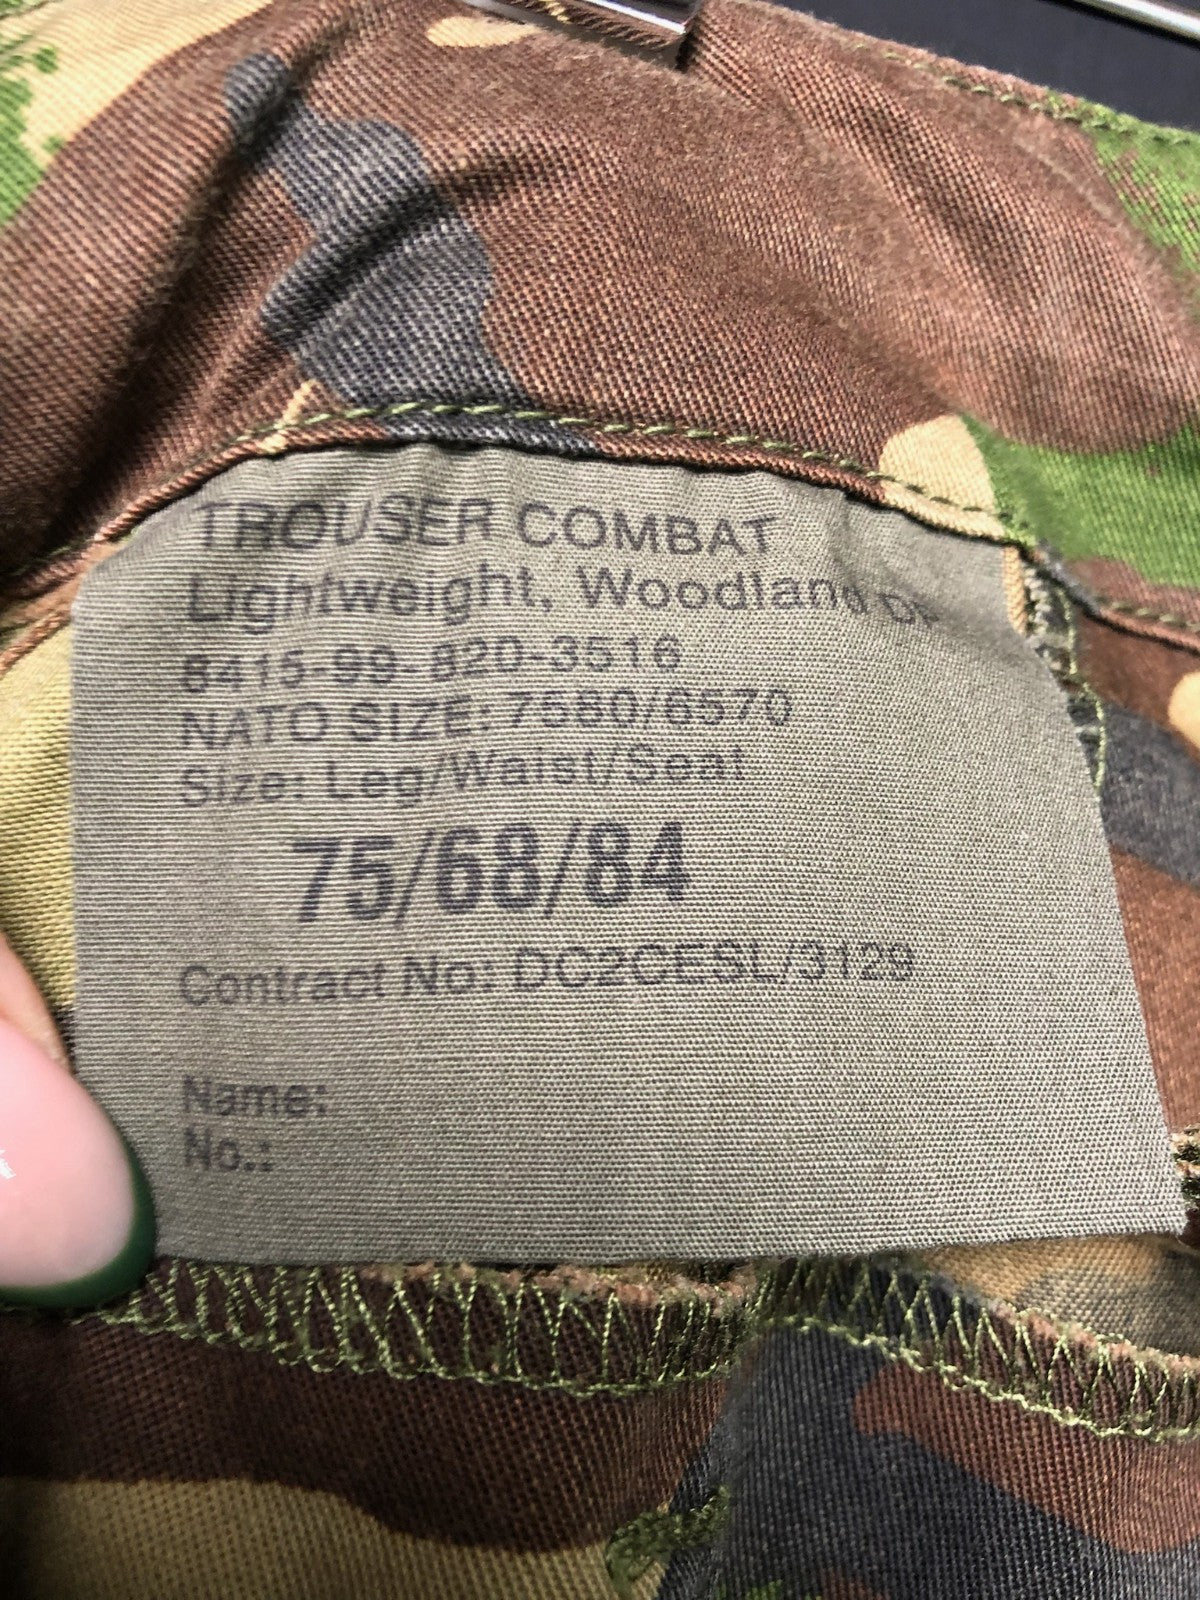 TROUSER COMBAT
Lightweight, Woodland DP
8415-99-820-3516
NATO SIZE: 7580/6570
Size: Leg/Waist/Seat
75/68/84
Contract No: DC2CESL/3129
Name:
No.: